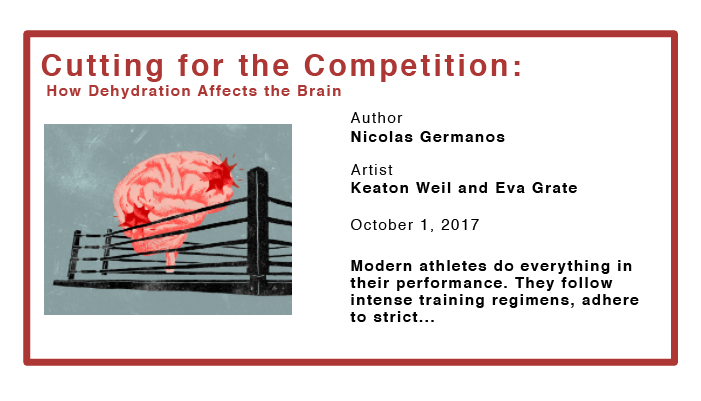 Cutting for the Competition:
How Dehydration Affects the Brain
Author
Nicolas Germanos
Artist
Keaton Weil and Eva Grate
October 1, 2017
Modern athletes do everything in
their performance. They follow
intense training regimens, adhere
to strict...